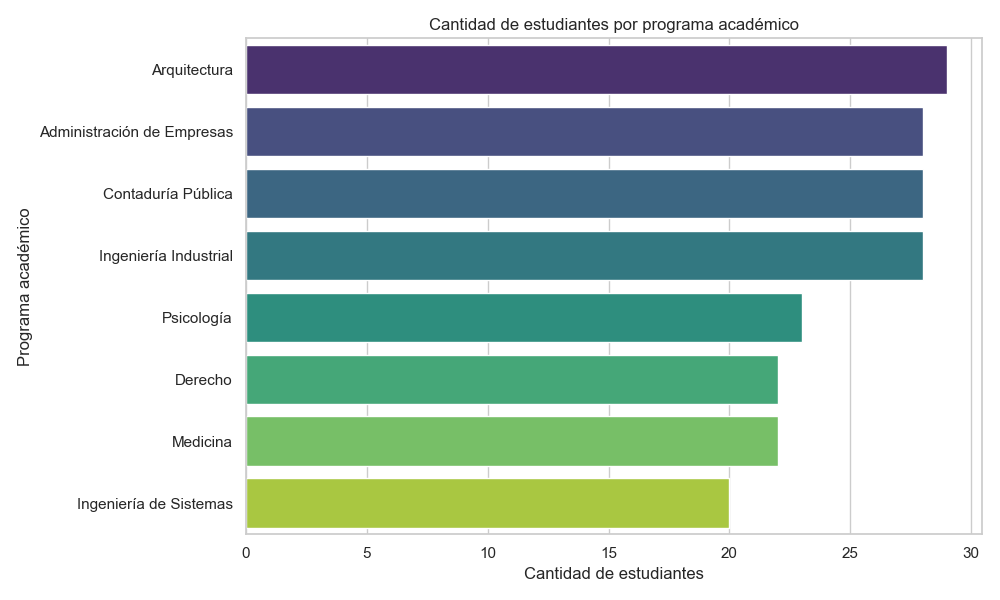 Cantidad de estudiantes por programa académico
Programa académico
Arquitectura
Administración de Empresas
Contaduría Pública
Ingeniería Industrial
Psicología
Derecho
Medicina
Ingeniería de Sistemas
0 5 10 15 20 25 30
Cantidad de estudiantes